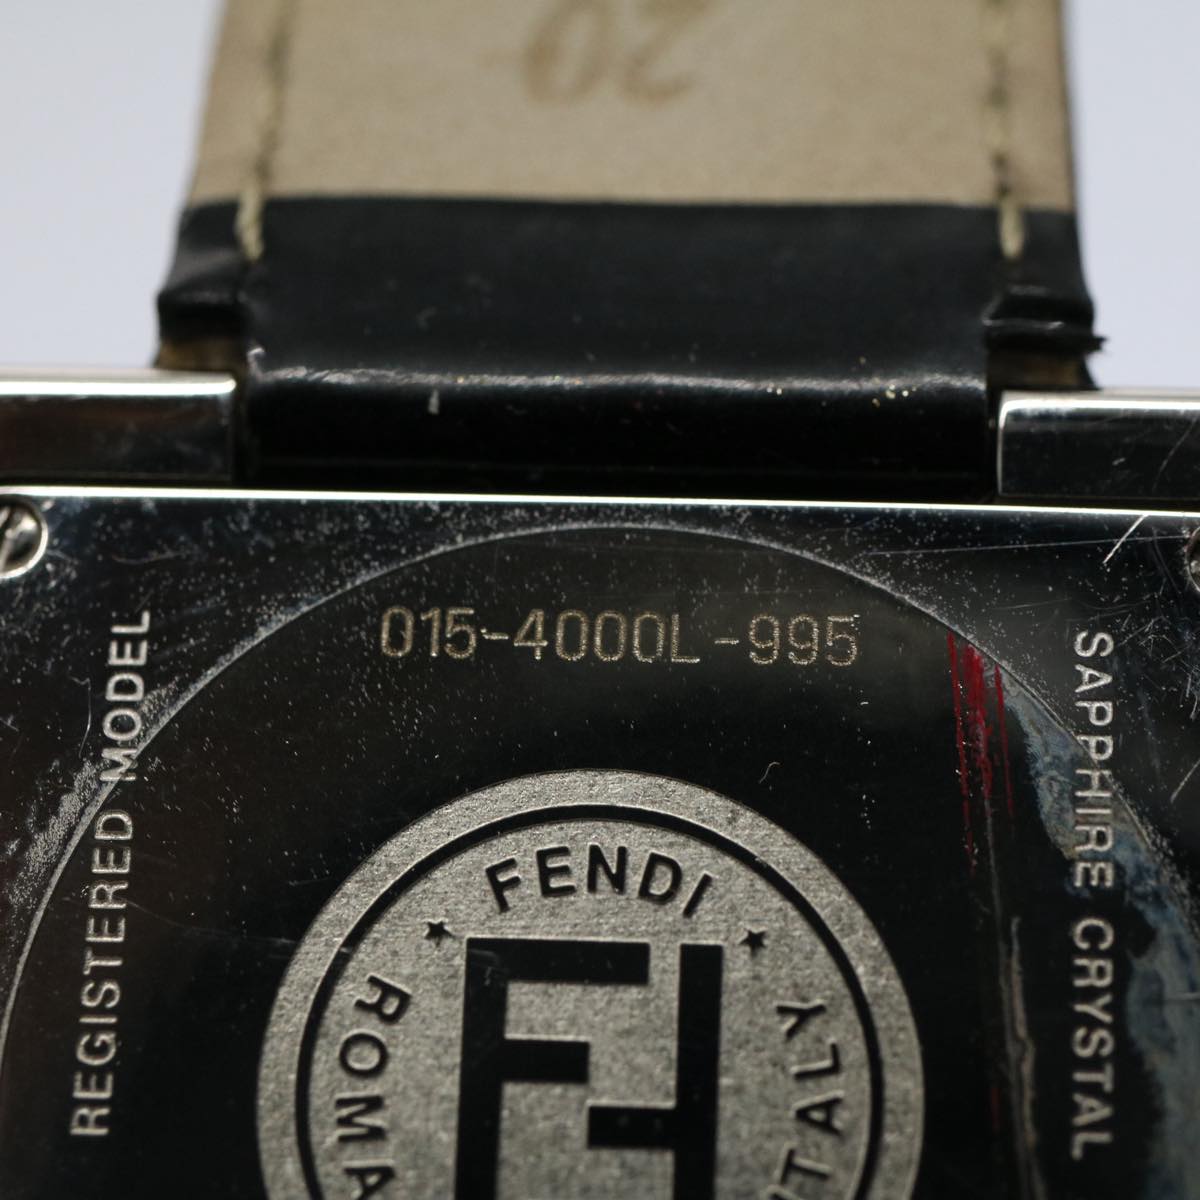 20
015-4000L-995
REGISTERED MODEL
SAPPHIRE CRYSTAL
FENDI
ROMA
ITALY